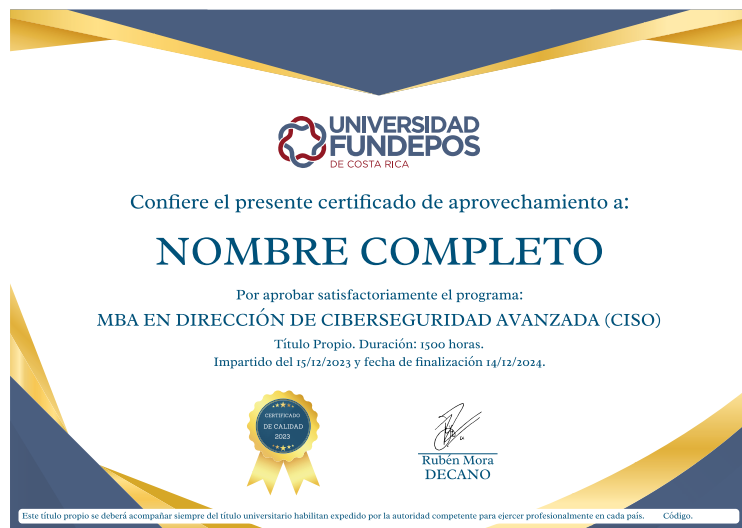 UNIVERSIDAD
FUNDEPOS
DE COSTA RICA
Confiere el presente certificado de aprovechamiento a:
NOMBRE COMPLETO
Por aprobar satisfactoriamente el programa:
MBA EN DIRECCIÓN DE CIBERSEGURIDAD AVANZADA (CISO)
Título Propio. Duración: 1500 horas.
Impartido del 15/12/2023 y fecha de finalización 14/12/2024.
CERTIFICADO
DE CALIDAD
2023
Rubén Mora
DECANO
Este título propio se deberá acompañar siempre del título universitario habilitan expedido por la autoridad competente para ejercer profesionalmente en cada país. Código.